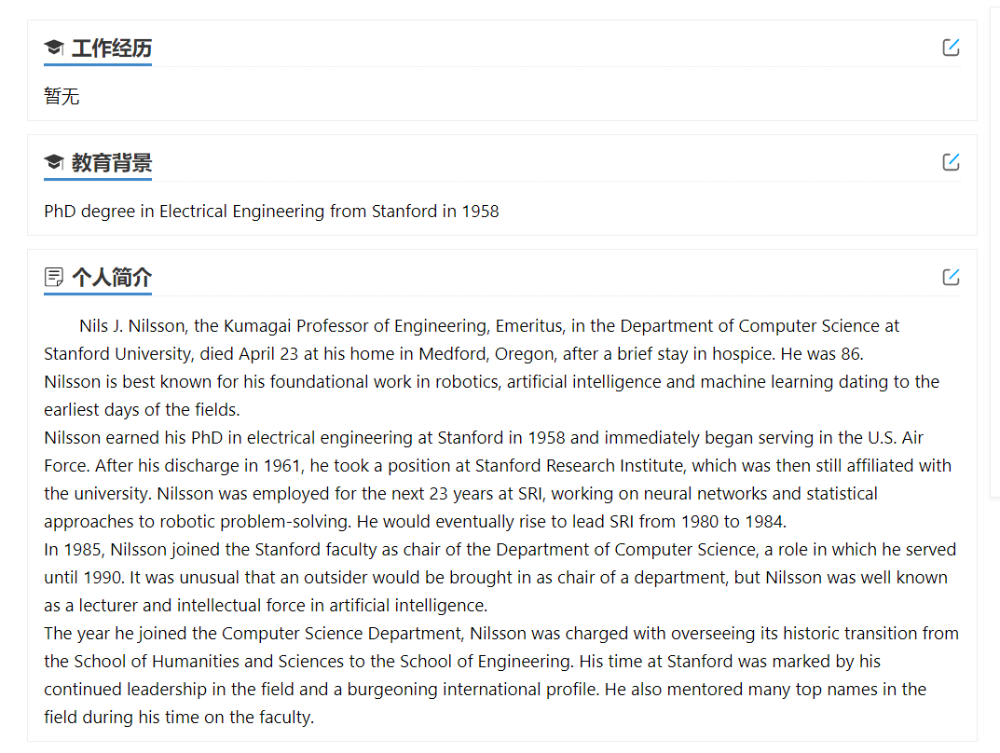 工作经历
暂无
教育背景
PhD degree in Electrical Engineering from Stanford in 1958
个人简介
Nils J. Nilsson, the Kumagai Professor of Engineering, Emeritus, in the Department of Computer Science at
Stanford University, died April 23 at his home in Medford, Oregon, after a brief stay in hospice. He was 86.
Nilsson is best known for his foundational work in robotics, artificial intelligence and machine learning dating to the
earliest days of the fields.
Nilsson earned his PhD in electrical engineering at Stanford in 1958 and immediately began serving in the U.S. Air
Force. After his discharge in 1961, he took a position at Stanford Research Institute, which was then still affiliated with
the university. Nilsson was employed for the next 23 years at SRI, working on neural networks and statistical
approaches to robotic problem-solving. He would eventually rise to lead SRI from 1980 to 1984.
In 1985, Nilsson joined the Stanford faculty as chair of the Department of Computer Science, a role in which he served
until 1990. It was unusual that an outsider would be brought in as chair of a department, but Nilsson was well known
as a lecturer and intellectual force in artificial intelligence.
The year he joined the Computer Science Department, Nilsson was charged with overseeing its historic transition from
the School of Humanities and Sciences to the School of Engineering. His time at Stanford was marked by his
continued leadership in the field and a burgeoning international profile. He also mentored many top names in the
field during his time on the faculty.